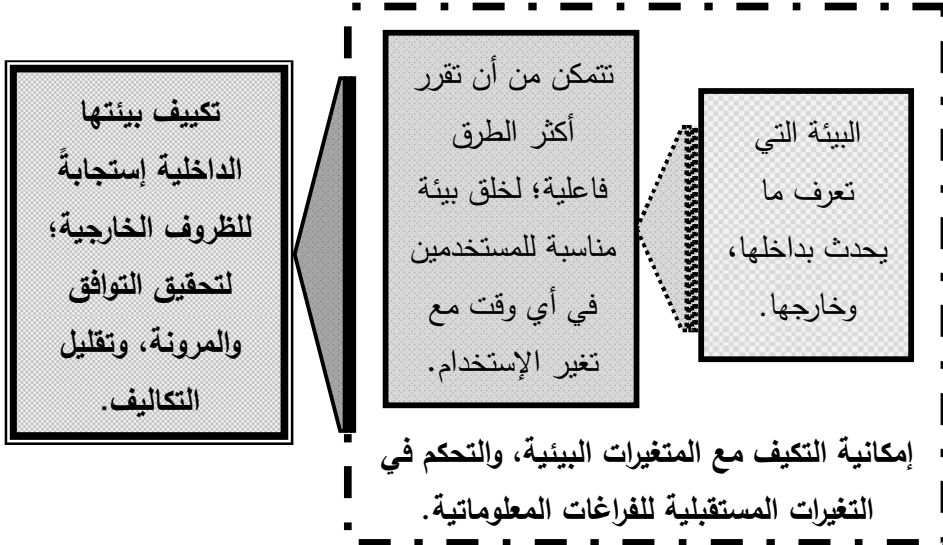 البيئة التي
تعرف ما
يحدث بداخلها،
وخارجها.
تتمكن من أن تقرر
أكثر الطرق
فاعلية؛ لخلق بيئة
مناسبة للمستخدمين
في أي وقت مع
تغير الإستخدام.
إمكانية التكيف مع المتغيرات البيئية، والتحكم في
التغيرات المستقبلية للفراغات المعلوماتية.
تكييف بيئتها
الداخلية إستجابةً
للظروف الخارجية؛
لتحقيق التوافق
والمرونة، وتقليل
التكاليف.